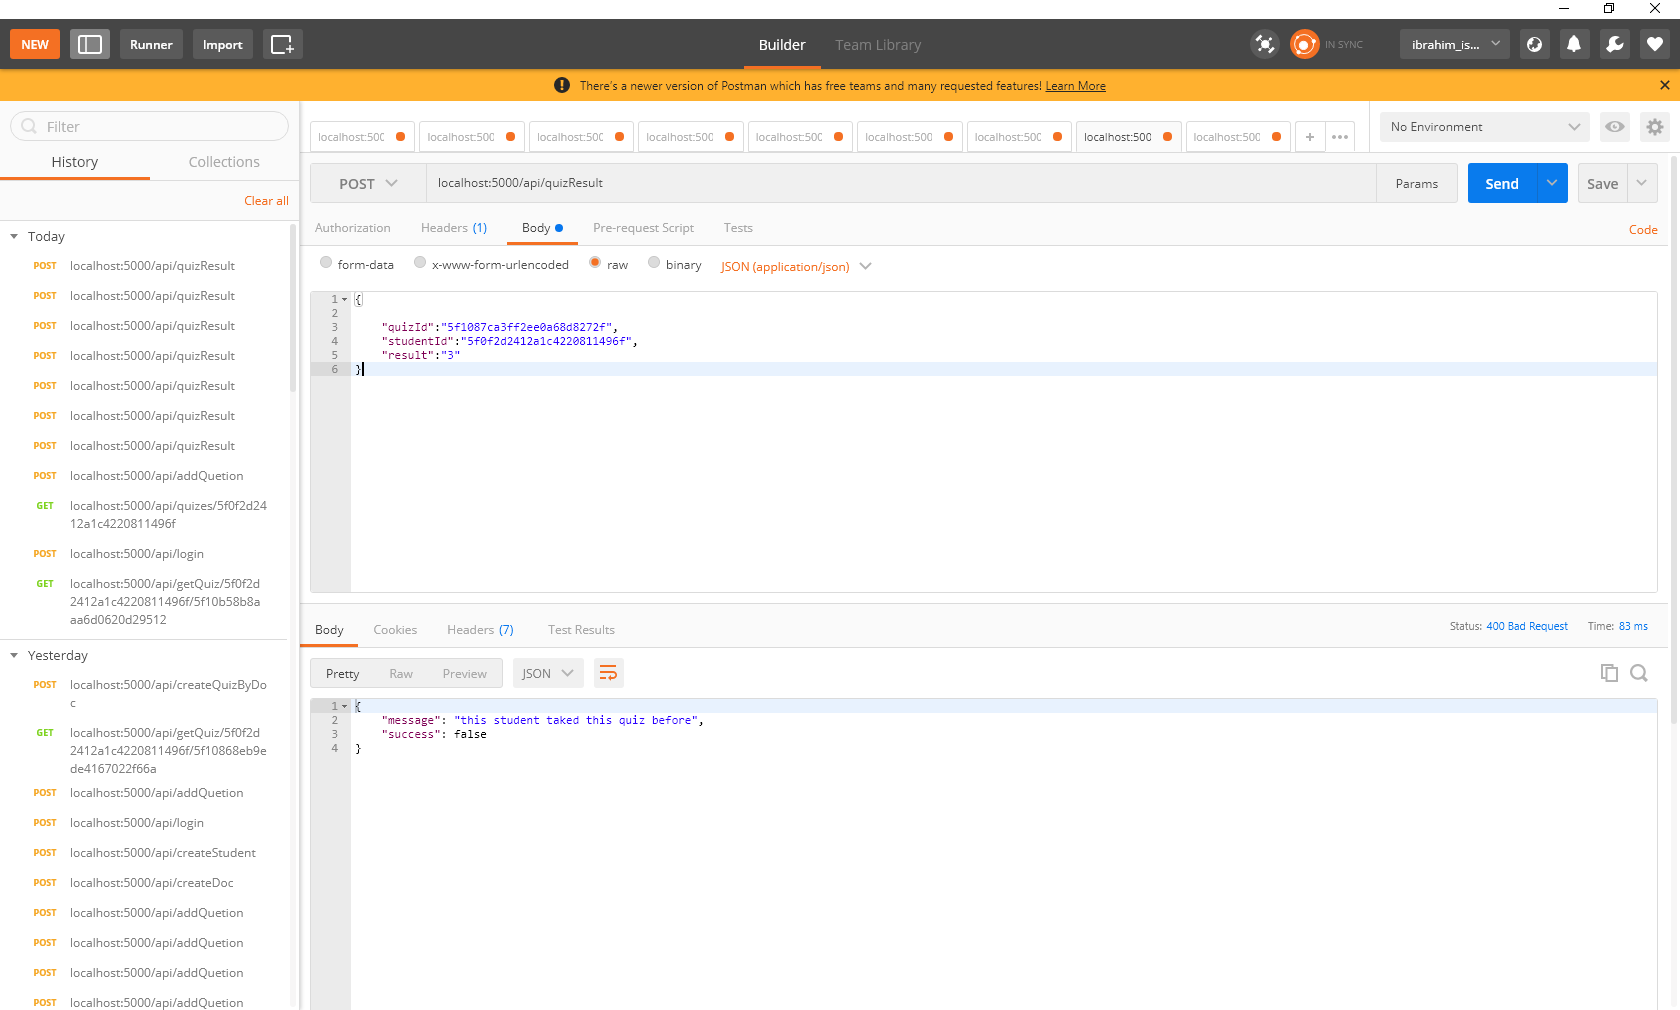 NEW
Runner
Import
Builder
Team Library
IN SYNC
ibrahim_is...
There's a newer version of Postman which has free teams and many requested features! Learn More
Filter
History
Collections
Clear all
Today
POST localhost:5000/api/quizResult
POST localhost:5000/api/quizResult
POST localhost:5000/api/quizResult
POST localhost:5000/api/quizResult
POST localhost:5000/api/quizResult
POST localhost:5000/api/quizResult
POST localhost:5000/api/quizResult
POST localhost:5000/api/addQuetion
GET localhost:5000/api/quizes/5f0f2d24
12a1c4220811496f
POST localhost:5000/api/login
GET localhost:5000/api/getQuiz/5f0f2d
2412a1c4220811496f/5f10b58b8a
aa6d0620d29512
Yesterday
POST localhost:5000/api/createQuizByDo
c
GET localhost:5000/api/getQuiz/5f0f2d
2412a1c4220811496f/5f10868eb9e
de4167022f66a
POST localhost:5000/api/addQuetion
POST localhost:5000/api/login
POST localhost:5000/api/createStudent
POST localhost:5000/api/createDoc
POST localhost:5000/api/addQuetion
POST localhost:5000/api/addQuetion
POST localhost:5000/api/addQuetion
POST localhost:5000/api/addQuetion
localhost:500
localhost:500
localhost:500
localhost:500
localhost:500
localhost:500
localhost:500
localhost:500
localhost:500
No Environment
POST
localhost:5000/api/quizResult
Params
Send
Save
Authorization
Headers (1)
Body
Pre-request Script
Tests
Code
form-data
x-www-form-urlencoded
raw
binary
JSON (application/json)
1 {
2
3 "quizId":"5f1087ca3ff2ee0a68d8272f",
4 "studentId":"5f0f2d2412a1c4220811496f",
5 "result":"3"
6 }
Body
Cookies
Headers (7)
Test Results
Status: 400 Bad Request
Time: 83 ms
Pretty
Raw
Preview
JSON
1 {
2 "message": "this student taked this quiz before",
3 "success": false
4 }